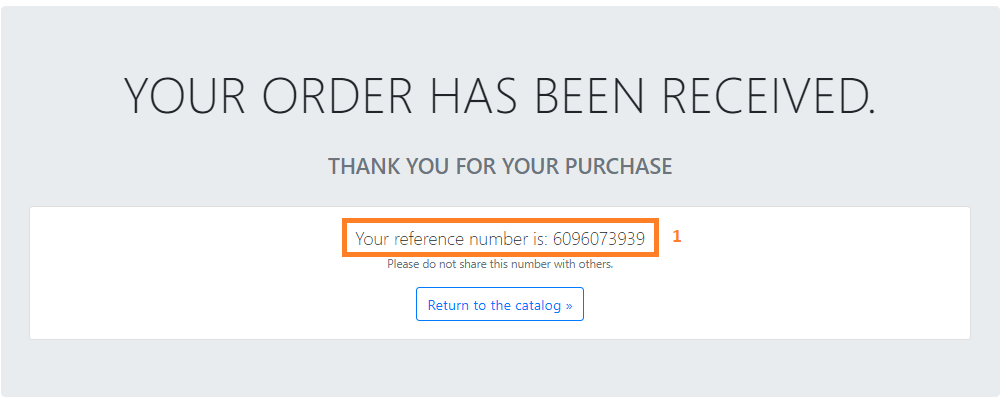 YOUR ORDER HAS BEEN RECEIVED.
THANK YOU FOR YOUR PURCHASE
Your reference number is: 6096073939 1
Please do not share this number with others.
Return to the catalog »